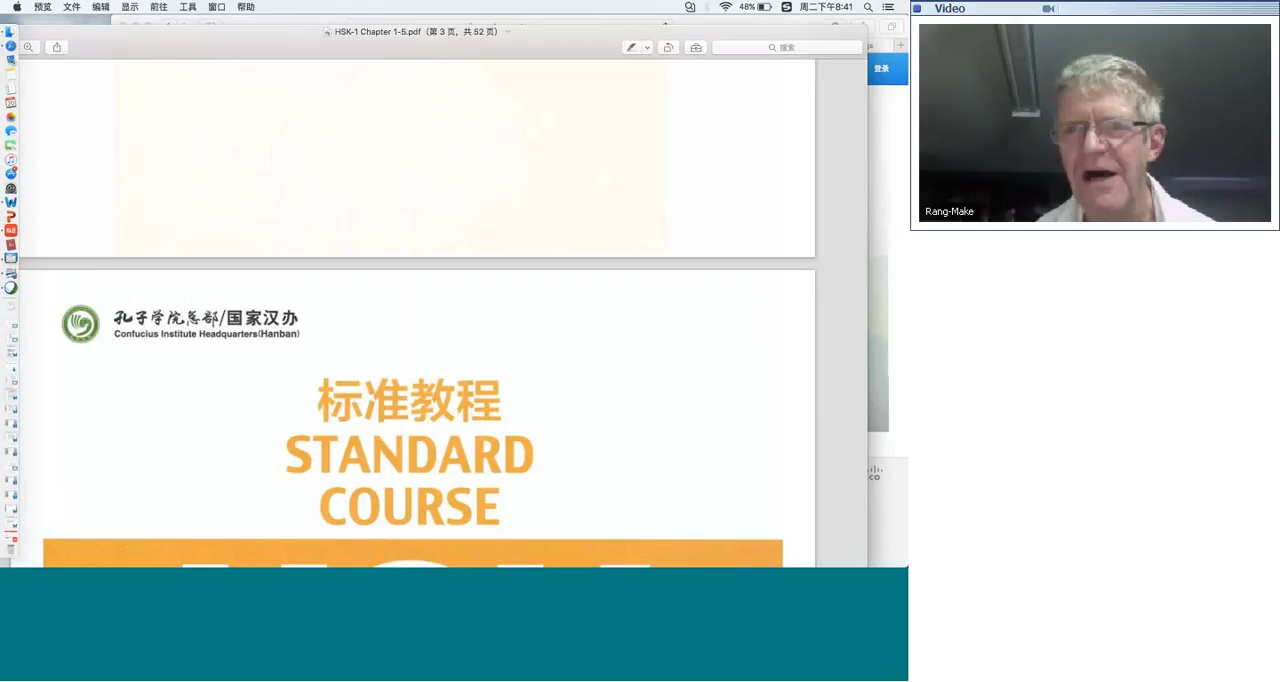 预览 文件 编辑 显示 前往 工具 窗口 帮助
48% 周二下午8:41
HSK-1 Chapter 1-5.pdf（第 3 页，共 52 页）
搜索
登录
孔子学院总部/国家汉办
Confucius Institute Headquarters(Hanban)
标准教程
STANDARD
COURSE
Video
Rang-Make